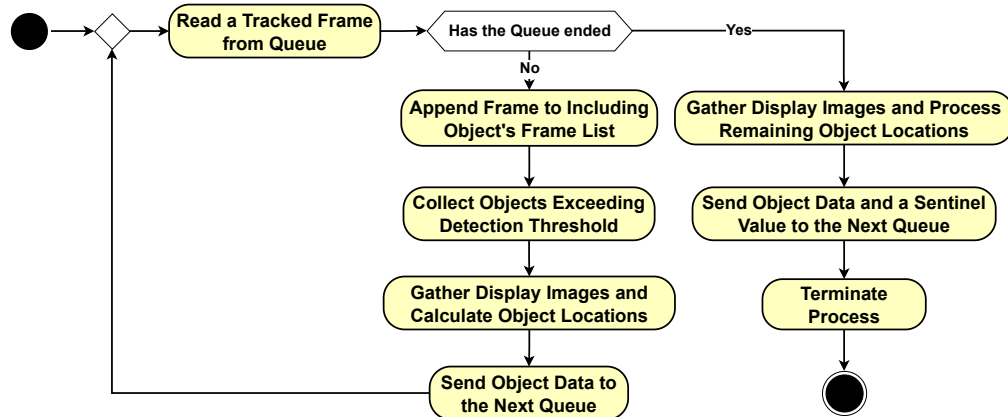 Read a Tracked Frame
from Queue
Has the Queue ended
Yes
No
Append Frame to Including
Object's Frame List
Gather Display Images and Process
Remaining Object Locations
Collect Objects Exceeding
Detection Threshold
Send Object Data and a Sentinel
Value to the Next Queue
Gather Display Images and
Calculate Object Locations
Terminate
Process
Send Object Data to
the Next Queue